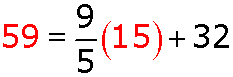 59 = 9/5 (15) + 32